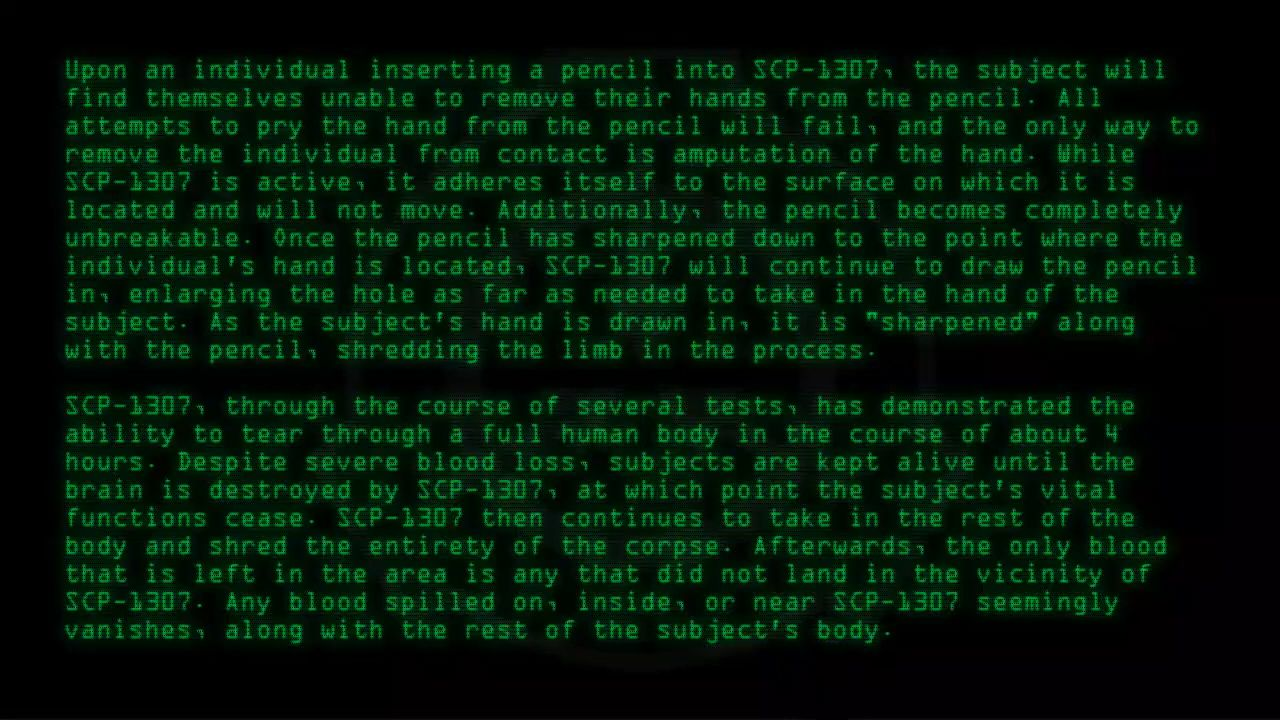 Upon an individual inserting a pencil into SCP-1307, the subject will
find themselves unable to remove their hands from the pencil. All
attempts to pry the hand from the pencil will fail, and the only way to
remove the individual from contact is amputation of the hand. While
SCP-1307 is active, it adheres itself to the surface on which it is
located and will not move. Additionally, the pencil becomes completely
unbreakable. Once the pencil has sharpened down to the point where the
individual's hand is located, SCP-1307 will continue to draw the pencil
in, enlarging the hole as far as needed to take in the hand of the
subject. As the subject's hand is drawn in, it is "sharpened" along
with the pencil, shredding the limb in the process.
SCP-1307, through the course of several tests, has demonstrated the
ability to tear through a full human body in the course of about 4
hours. Despite severe blood loss, subjects are kept alive until the
brain is destroyed by SCP-1307, at which point the subject's vital
functions cease. SCP-1307 then continues to take in the rest of the
body and shred the entirety of the corpse. Afterwards, the only blood
that is left in the area is any that did not land in the vicinity of
SCP-1307. Any blood spilled on, inside, or near SCP-1307 seemingly
vanishes, along with the rest of the subject's body.